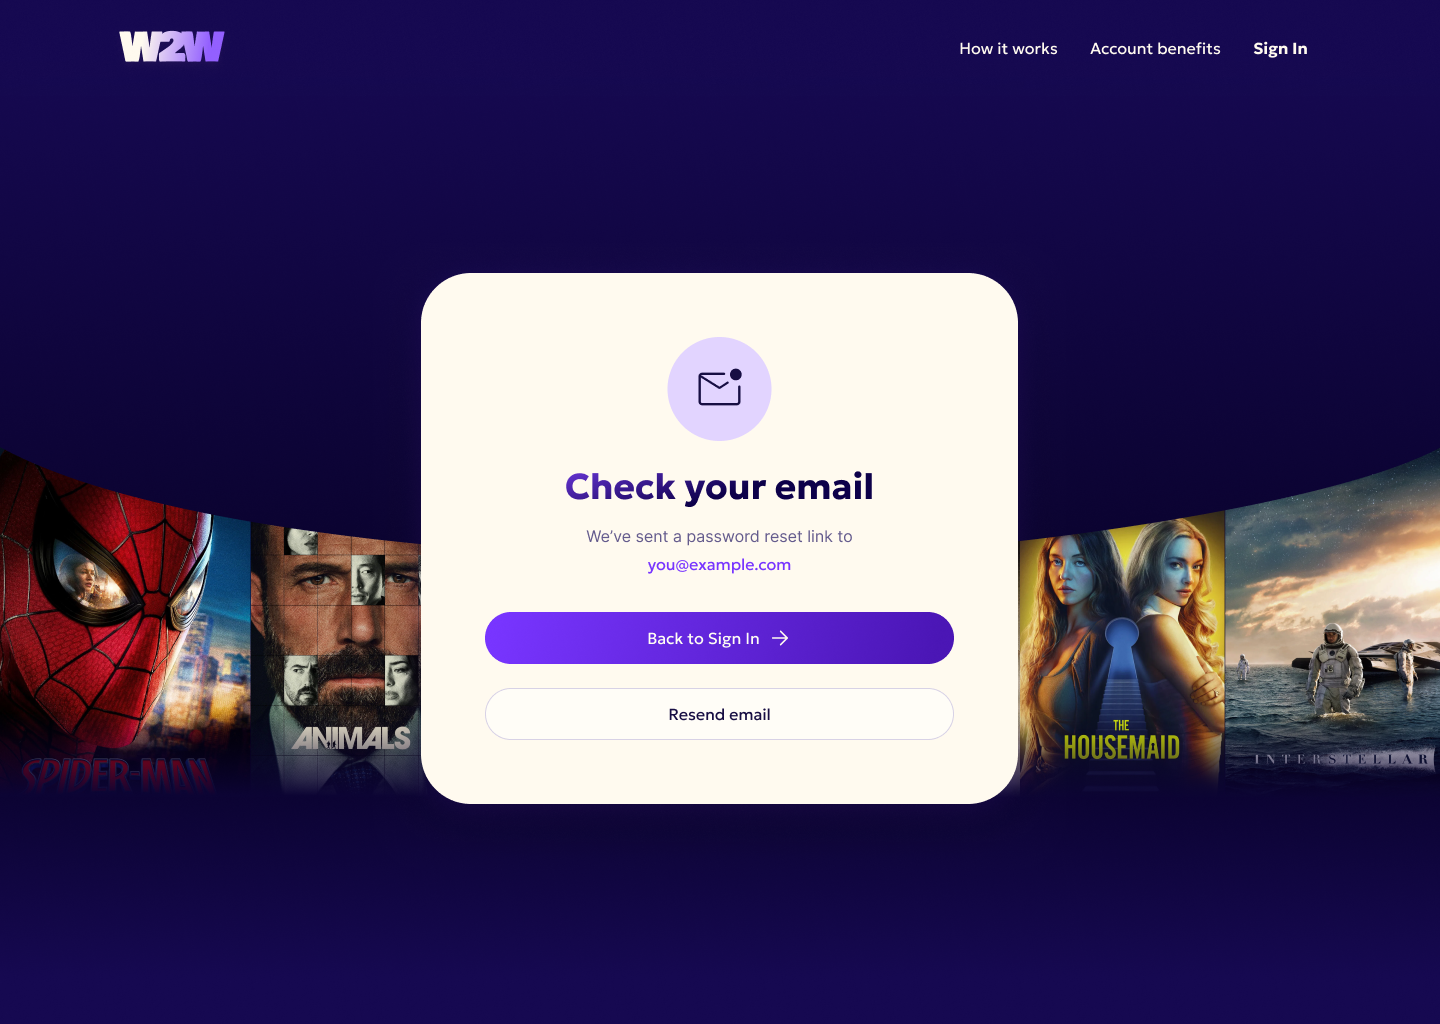 W2W
How it works
Account benefits
Sign In
Check your email
We've sent a password reset link to
you@example.com
Back to Sign In
Resend email
SPIDER-MAN
ANIMALS
THE
HOUSEMAID
INTERSTELLAR